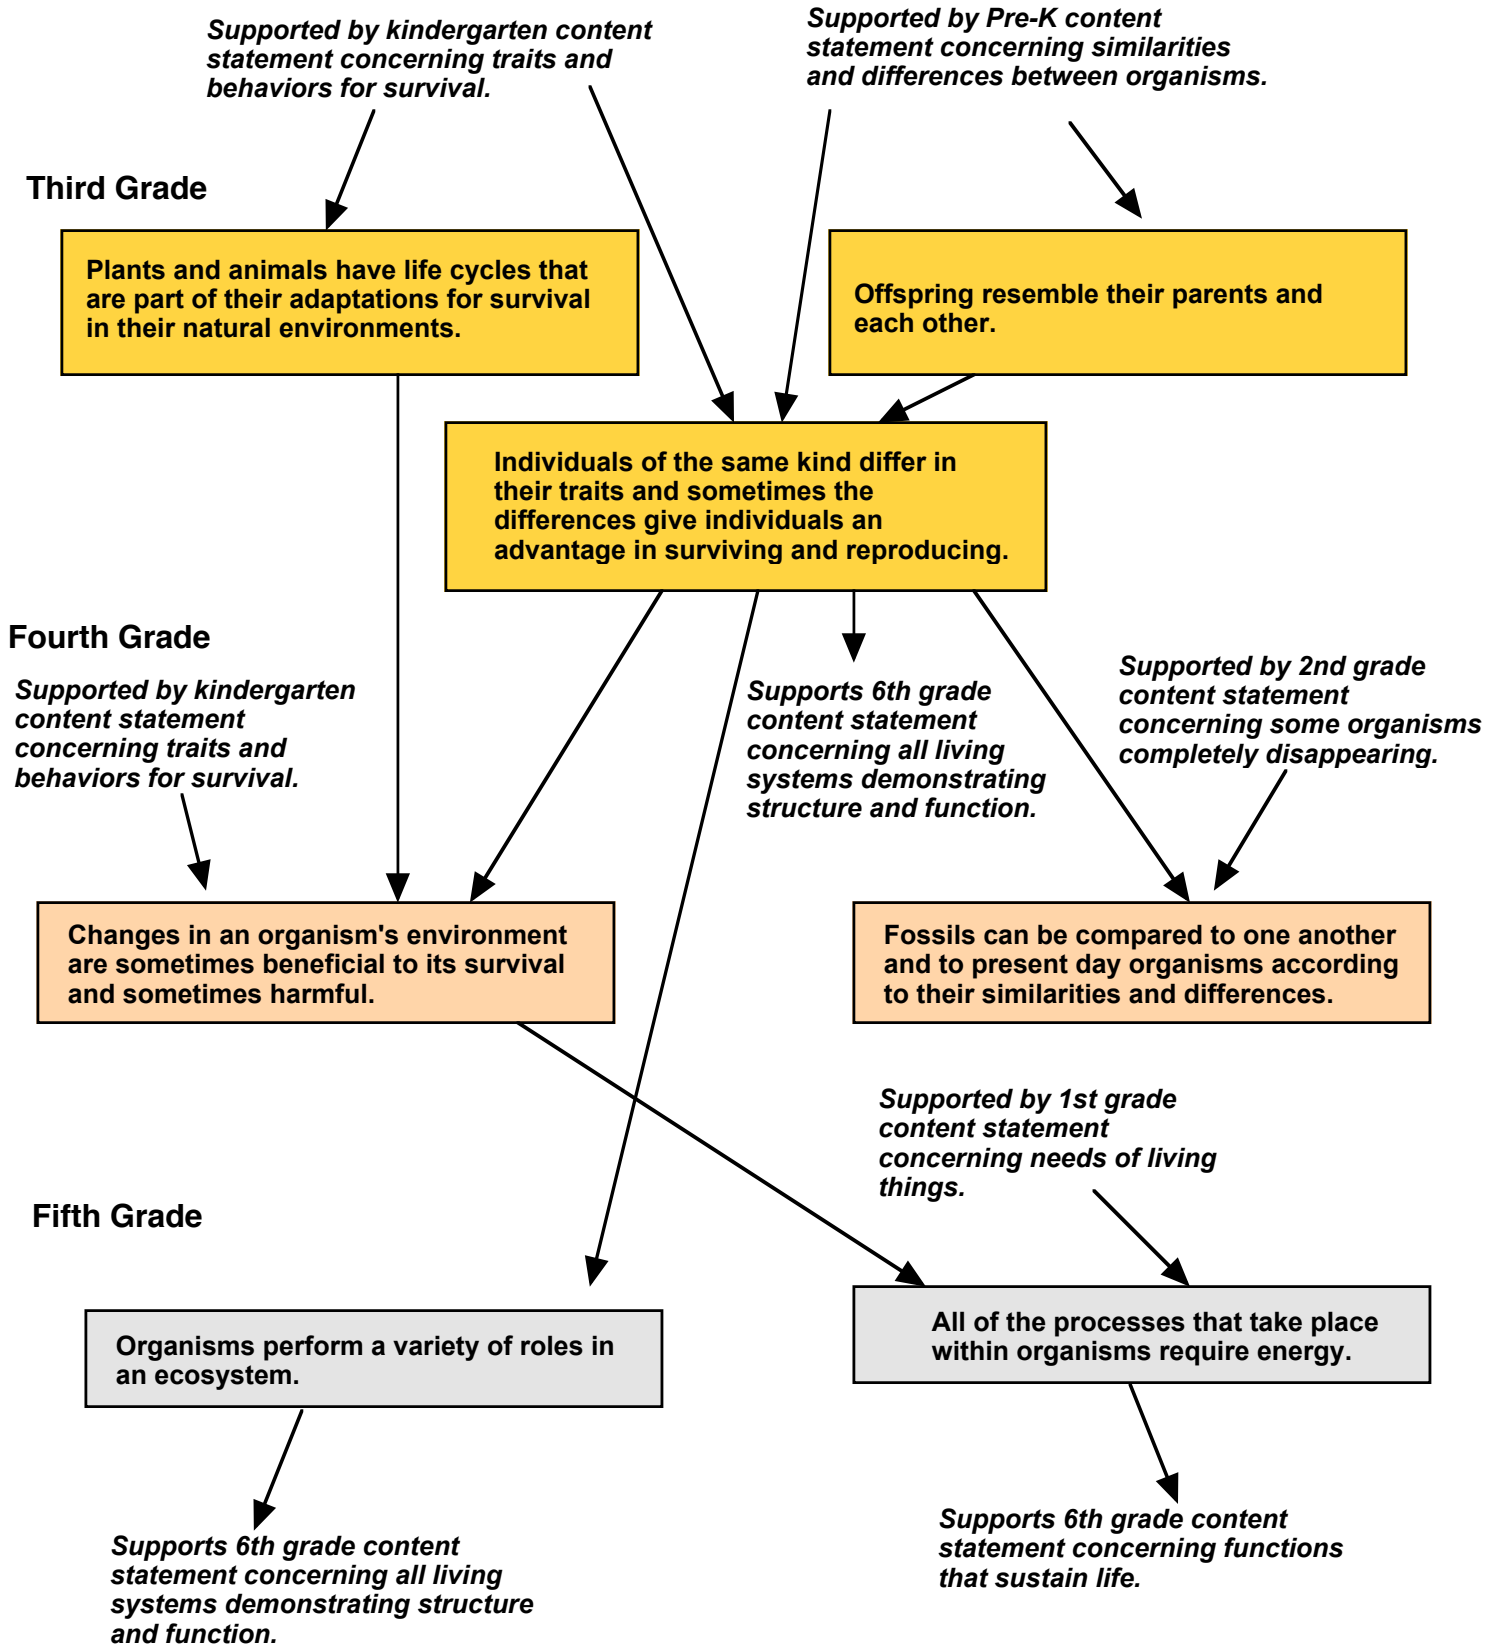 Supported by kindergarten content
statement concerning traits and
behaviors for survival.
Supported by Pre-K content
statement concerning similarities
and differences between organisms.
Third Grade
Plants and animals have life cycles that
are part of their adaptations for survival
in their natural environments.
Offspring resemble their parents and
each other.
Individuals of the same kind differ in
their traits and sometimes the
differences give individuals an
advantage in surviving and reproducing.
Fourth Grade
Supported by kindergarten
content statement
concerning traits and
behaviors for survival.
Supports 6th grade
content statement
concerning all living
systems demonstrating
structure and function.
Supported by 2nd grade
content statement
concerning some organisms
completely disappearing.
Changes in an organism's environment
are sometimes beneficial to its survival
and sometimes harmful.
Fossils can be compared to one another
and to present day organisms according
to their similarities and differences.
Supported by 1st grade
content statement
concerning needs of living
things.
Fifth Grade
Organisms perform a variety of roles in
an ecosystem.
All of the processes that take place
within organisms require energy.
Supports 6th grade content
statement concerning all living
systems demonstrating structure
and function.
Supports 6th grade content
statement concerning functions
that sustain life.